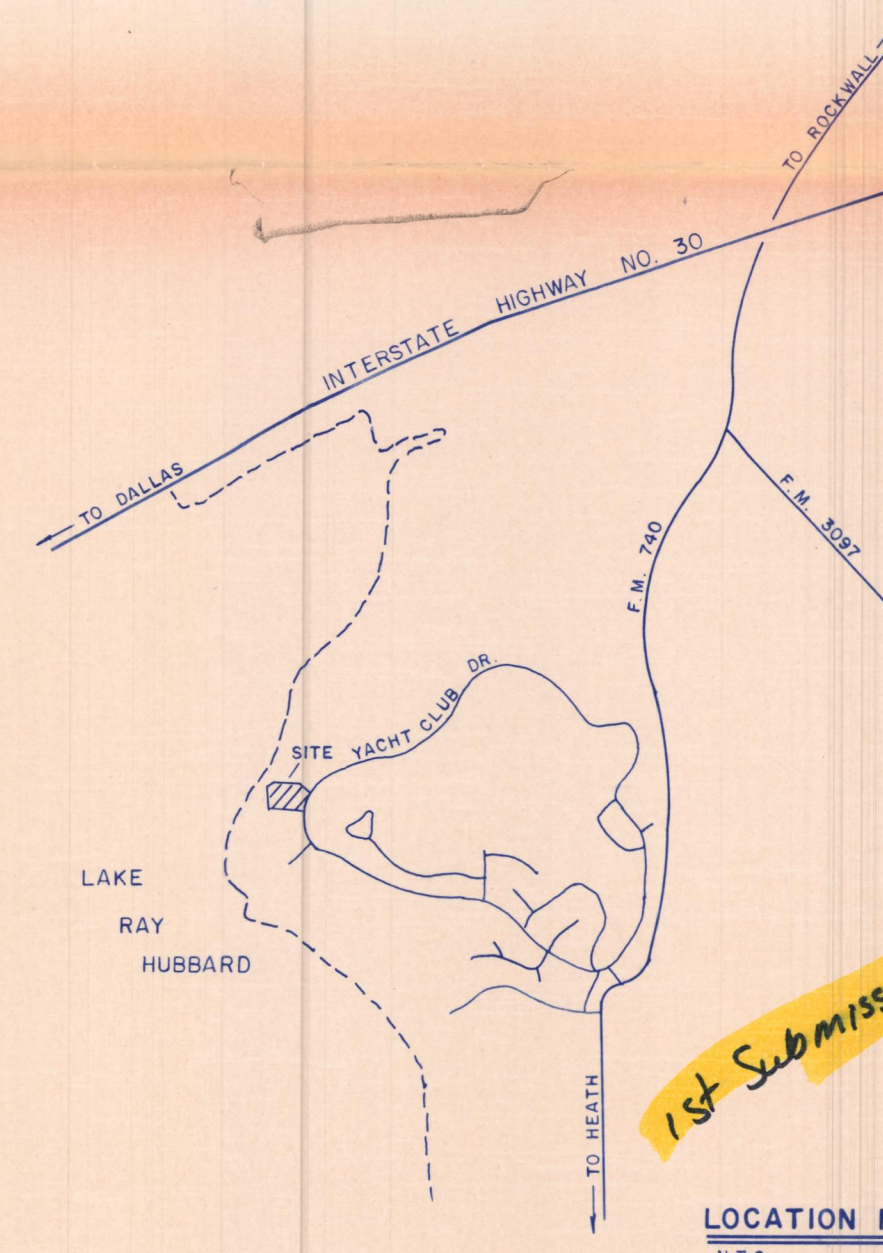 TO ROCKWALL
INTERSTATE HIGHWAY NO. 30
TO DALLAS
F.M. 3097
F.M. 740
YACHT CLUB DR.
SITE
LAKE
RAY
HUBBARD
1st Submiss
TO HEATH
LOCATION